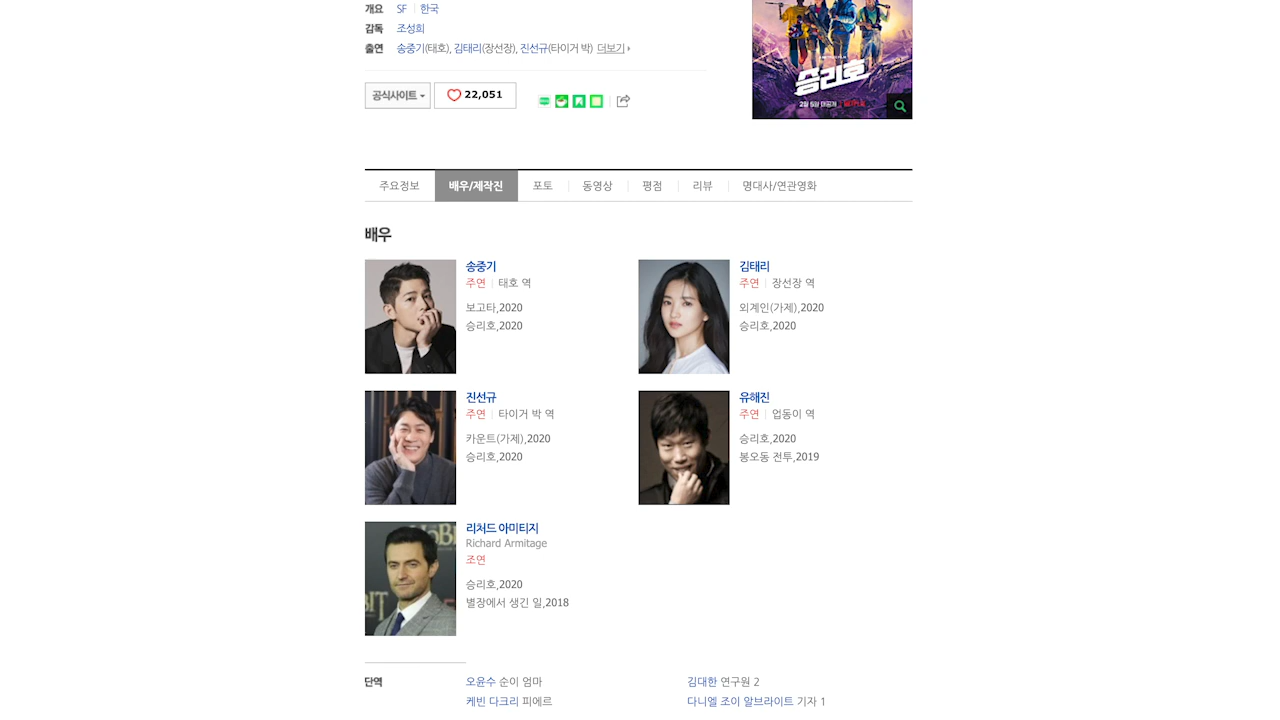 개요 SF 한국
감독 조성희
출연 송중기(태호), 김태리(장선장), 진선규(타이거 박) 더보기
승리호
2월 5일 대공개
공식사이트 22,051
주요정보 배우/제작진 포토 동영상 평점 리뷰 명대사/연관영화
배우
송중기
주연 태호 역
보고타,2020
승리호,2020
김태리
주연 장선장 역
외계인(가제),2020
승리호,2020
진선규
주연 타이거 박 역
카운트(가제),2020
승리호,2020
유해진
주연 업동이 역
승리호,2020
봉오동 전투,2019
리처드 아미티지
Richard Armitage
조연
승리호,2020
별장에서 생긴 일,2018
단역 오윤수 순이 엄마 김대한 연구원 2
케빈 다크리 피에르 다니엘 조이 알브라이트 기자 1